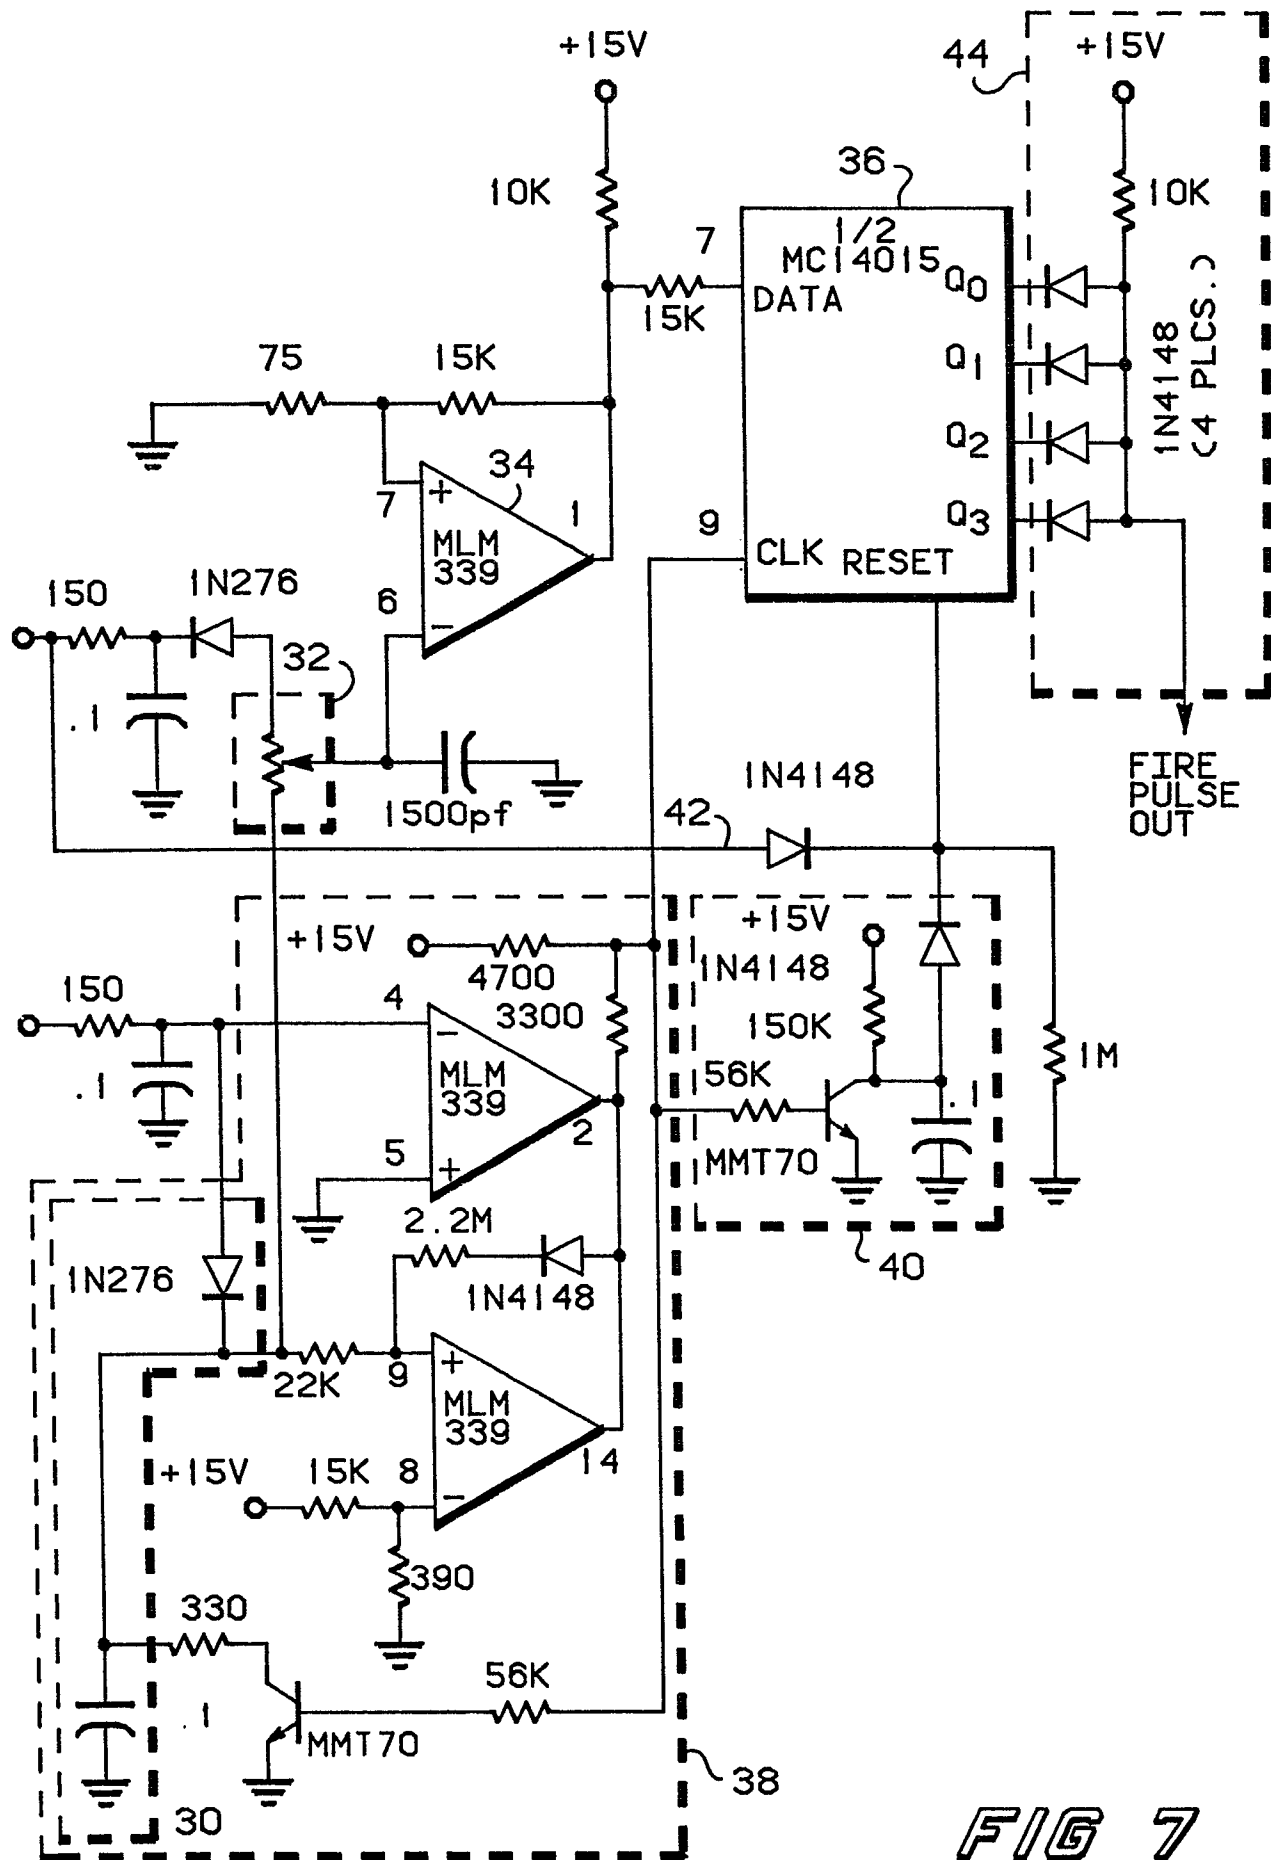 +15V
44
+15V
36
10K
10K
7
1/2
MC14015
Q0
DATA
15K
1N4148
(4 PLCS.)
75
15K
Q1
34
Q2
7
+
1
9
Q3
MLM
339
CLK
RESET
150
1N276
6
−
32
.1
1500pf
1N4148
FIRE
PULSE
OUT
42
+15V
+15V
4700
1N4148
150
4
3300
−
150K
1M
.1
MLM
339
56K
.1
2
5
+
MMT70
2.2M
40
1N276
1N4148
22K
9
+
MLM
339
+15V
15K
8
14
−
390
330
56K
.1
MMT70
38
30
FIG 7